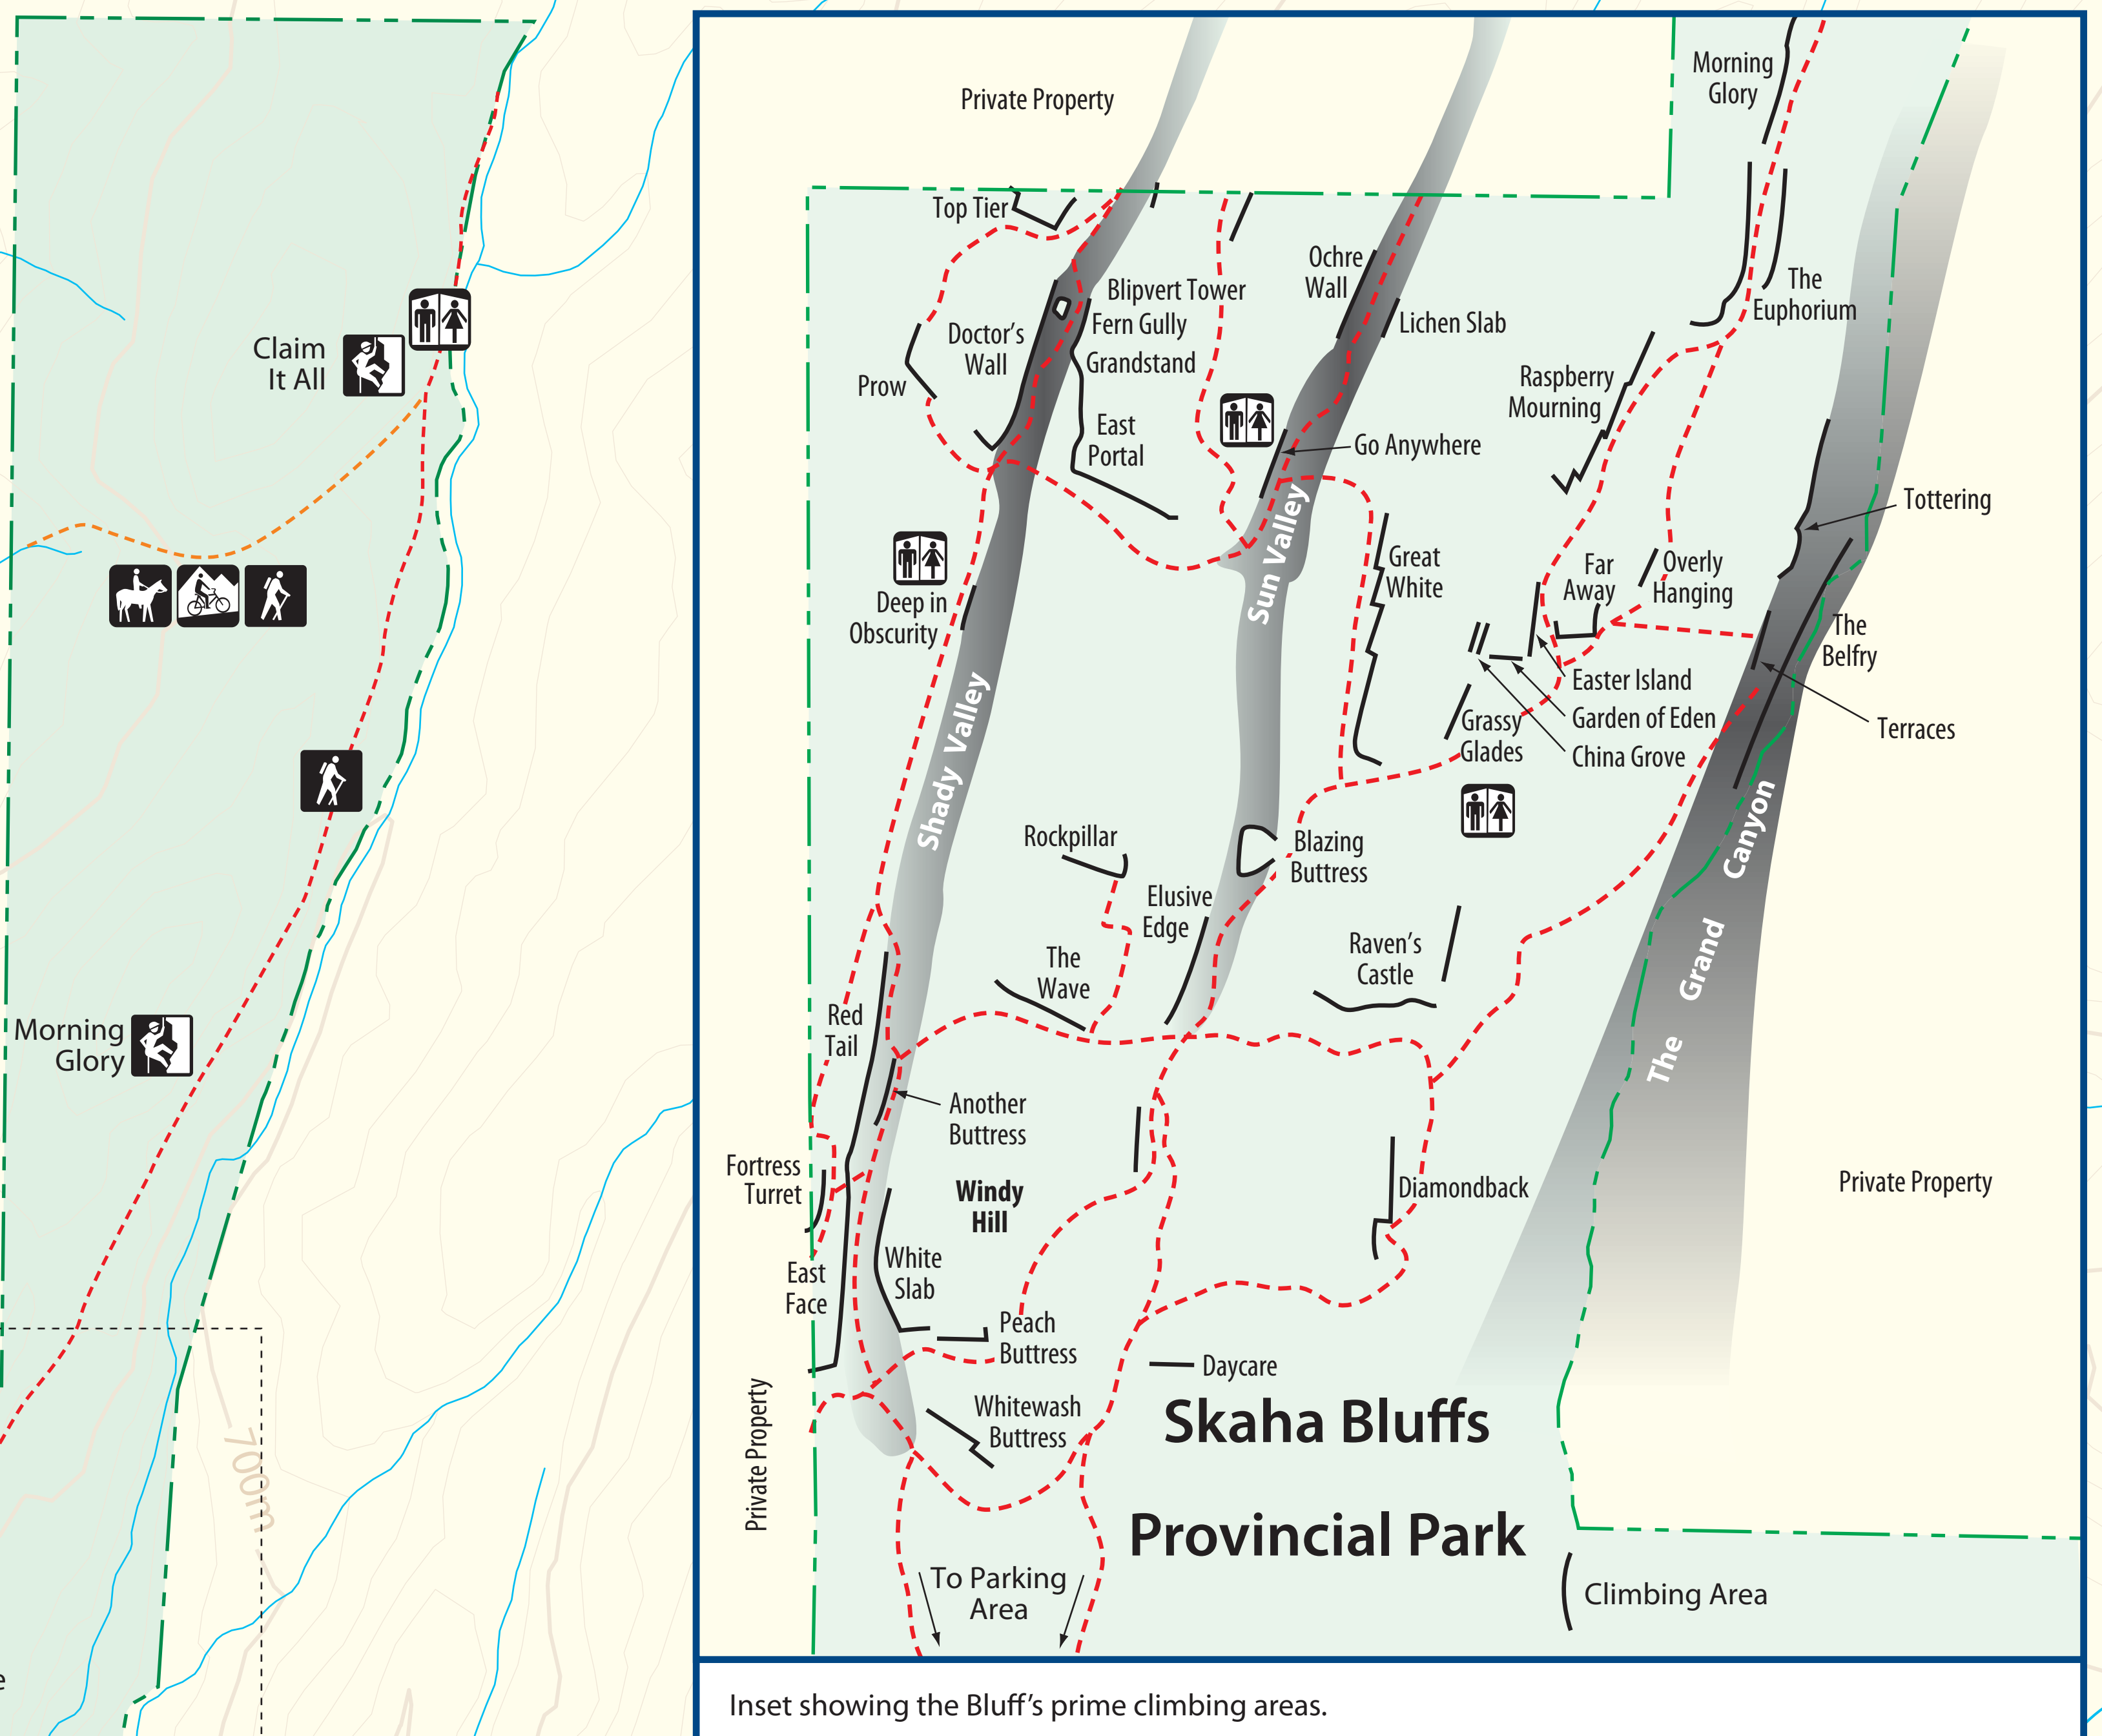 Claim
It All
Morning
Glory
700m
e
Private Property
Morning
Glory
Top Tier
Ochre
Wall
The
Euphorium
Blipvert Tower
Fern Gully
Lichen Slab
Doctor's
Wall
Grandstand
Prow
Raspberry
Mourning
East
Portal
Go Anywhere
Tottering
Sun Valley
Great
White
Far
Away
Overly
Hanging
Deep in
Obscurity
The
Belfry
Easter Island
Grassy
Glades
Garden of Eden
China Grove
Terraces
Shady Valley
Rockpillar
Blazing
Buttress
The Grand Canyon
Elusive
Edge
Raven's
Castle
The
Wave
Red
Tail
Another
Buttress
Fortress
Turret
Windy
Hill
Diamondback
Private Property
East
Face
White
Slab
Peach
Buttress
Daycare
Whitewash
Buttress
Private Property
Skaha Bluffs
Provincial Park
To Parking
Area
Climbing Area
Inset showing the Bluff's prime climbing areas.